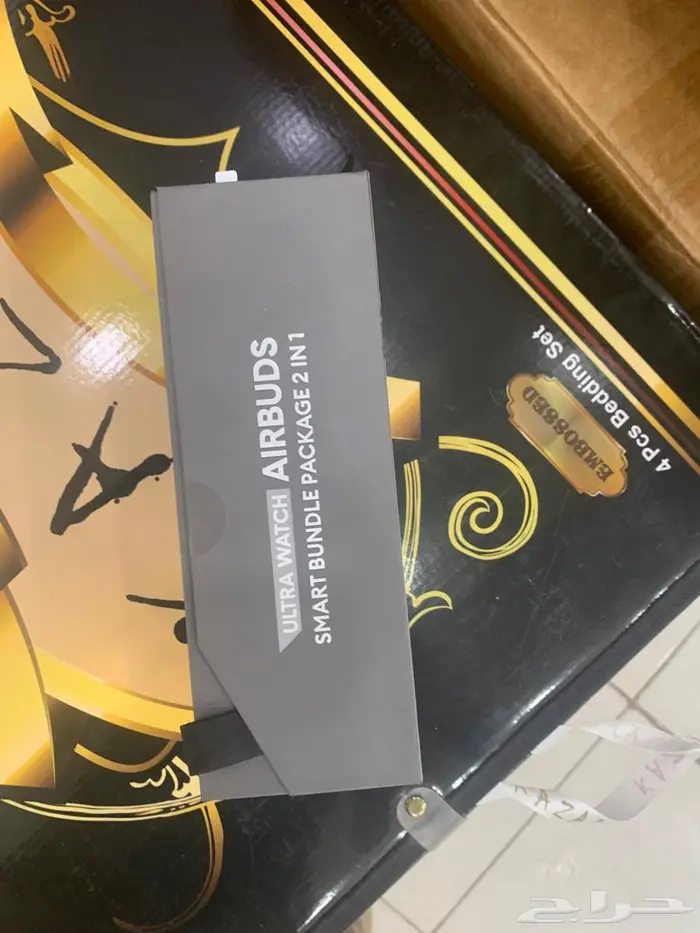 ULTRA WATCH AIRBUDS
SMART BUNDLE PACKAGE 2 IN 1
4 Pcs Bedding Set
EMBOSSED
حراج